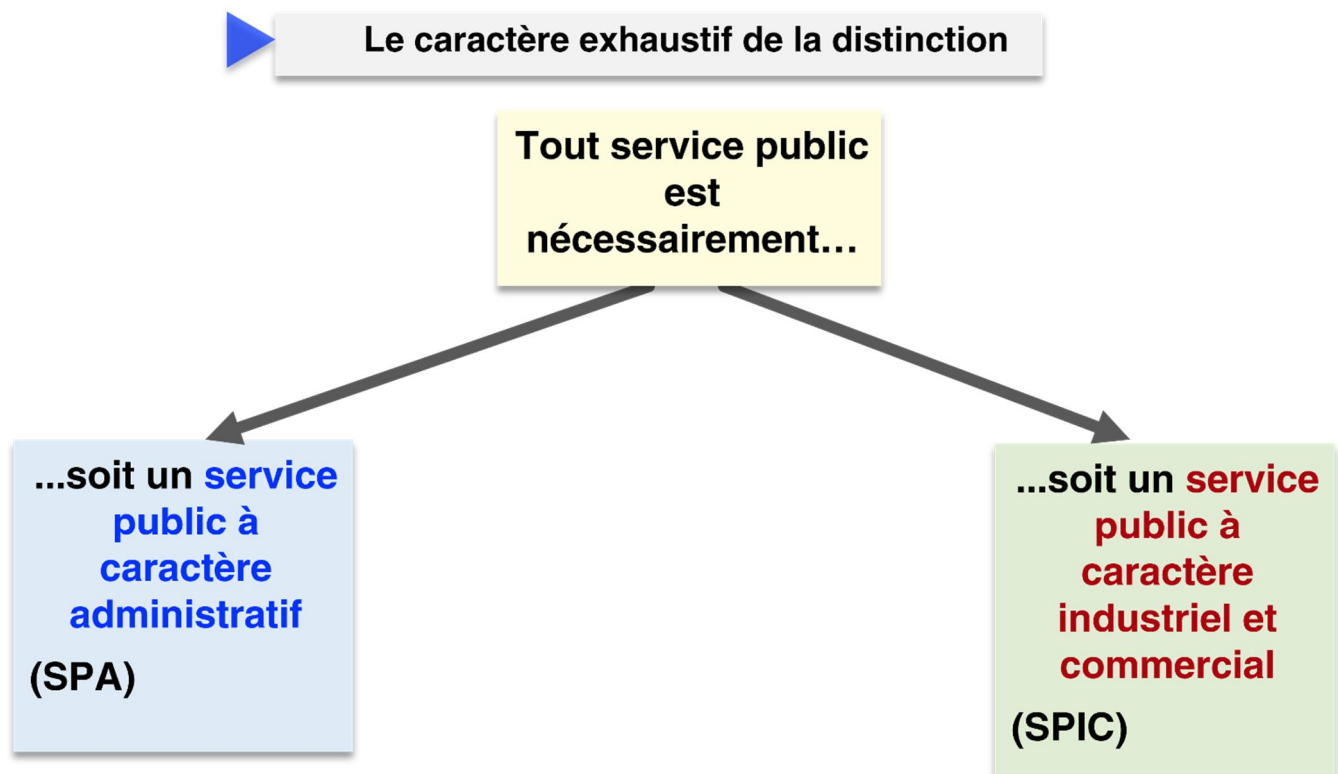 Le caractère exhaustif de la distinction
Tout service public
est
nécessairement…
...soit un service
public à
caractère
administratif
(SPA)
...soit un service
public à
caractère
industriel et
commercial
(SPIC)